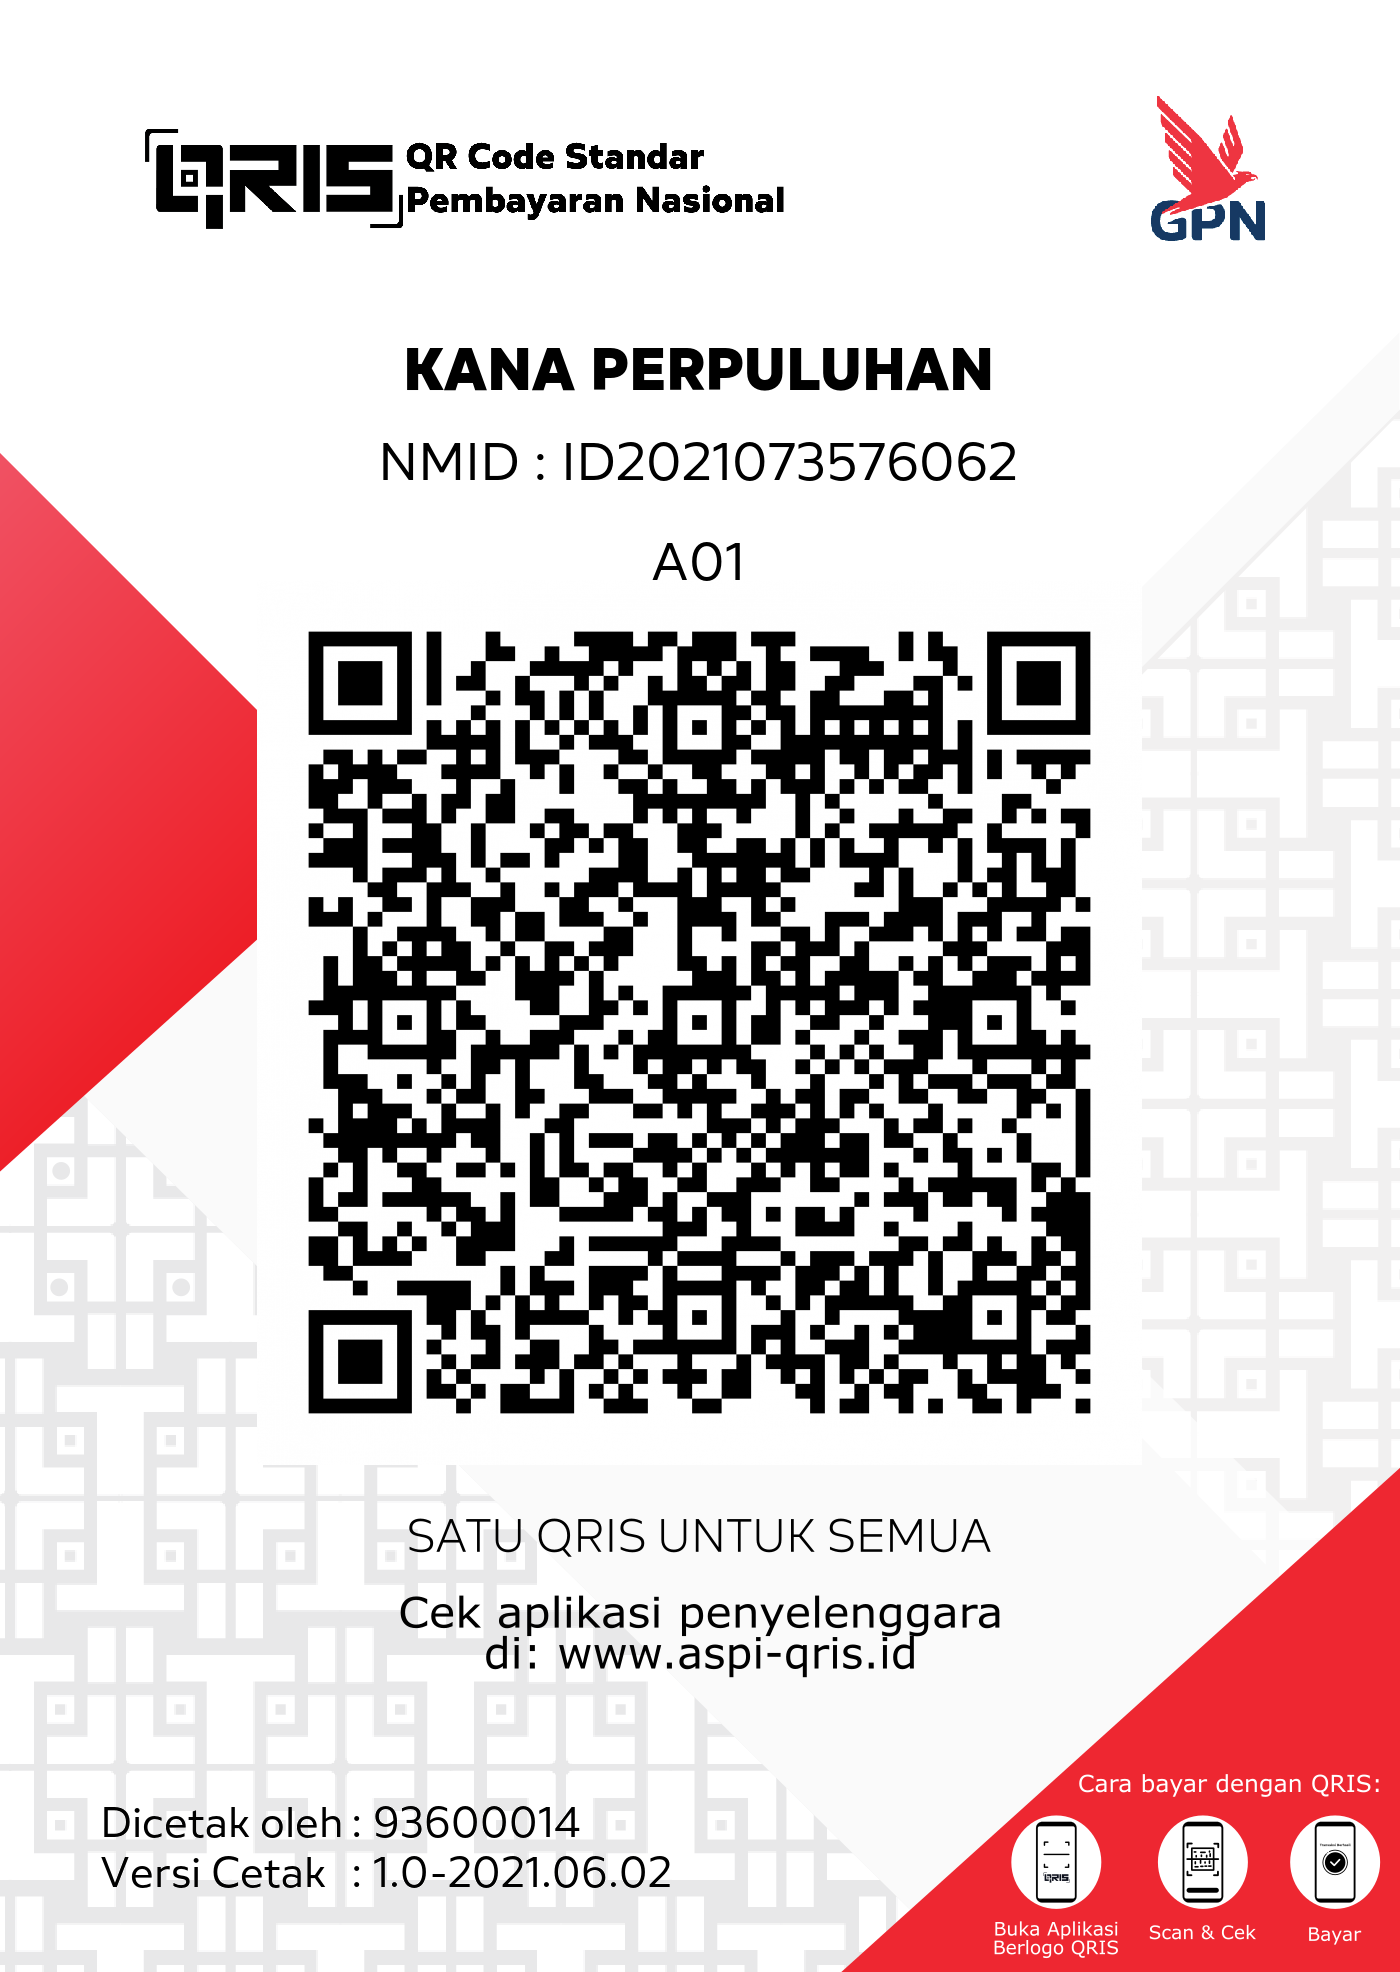 QRIS QR Code Standar
Pembayaran Nasional
GPN
KANA PERPULUHAN
NMID : ID2021073576062
A01
SATU QRIS UNTUK SEMUA
Cek aplikasi penyelenggara
di: www.aspi-qris.id
Dicetak oleh : 93600014
Versi Cetak : 1.0-2021.06.02
Cara bayar dengan QRIS:
QRIS
Buka Aplikasi
Berlogo QRIS
Scan & Cek
Bayar